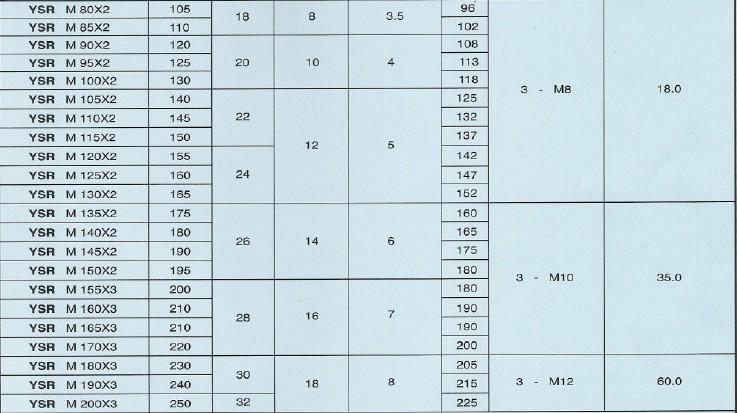 YSR M 80X2 105 18 8 3.5 96 3 - M8 18.0
YSR M 85X2 110 102
YSR M 90X2 120 20 10 4 108
YSR M 95X2 125 113
YSR M 100X2 130 118
YSR M 105X2 140 22 12 5 125
YSR M 110X2 145 132
YSR M 115X2 150 137
YSR M 120X2 155 24 142
YSR M 125X2 160 147
YSR M 130X2 165 152
YSR M 135X2 175 26 14 6 160 3 - M10 35.0
YSR M 140X2 180 165
YSR M 145X2 190 175
YSR M 150X2 195 180
YSR M 155X3 200 28 16 7 180
YSR M 160X3 210 190
YSR M 165X3 210 190
YSR M 170X3 220 200
YSR M 180X3 230 30 18 8 205 3 - M12 60.0
YSR M 190X3 240 215
YSR M 200X3 250 32 225